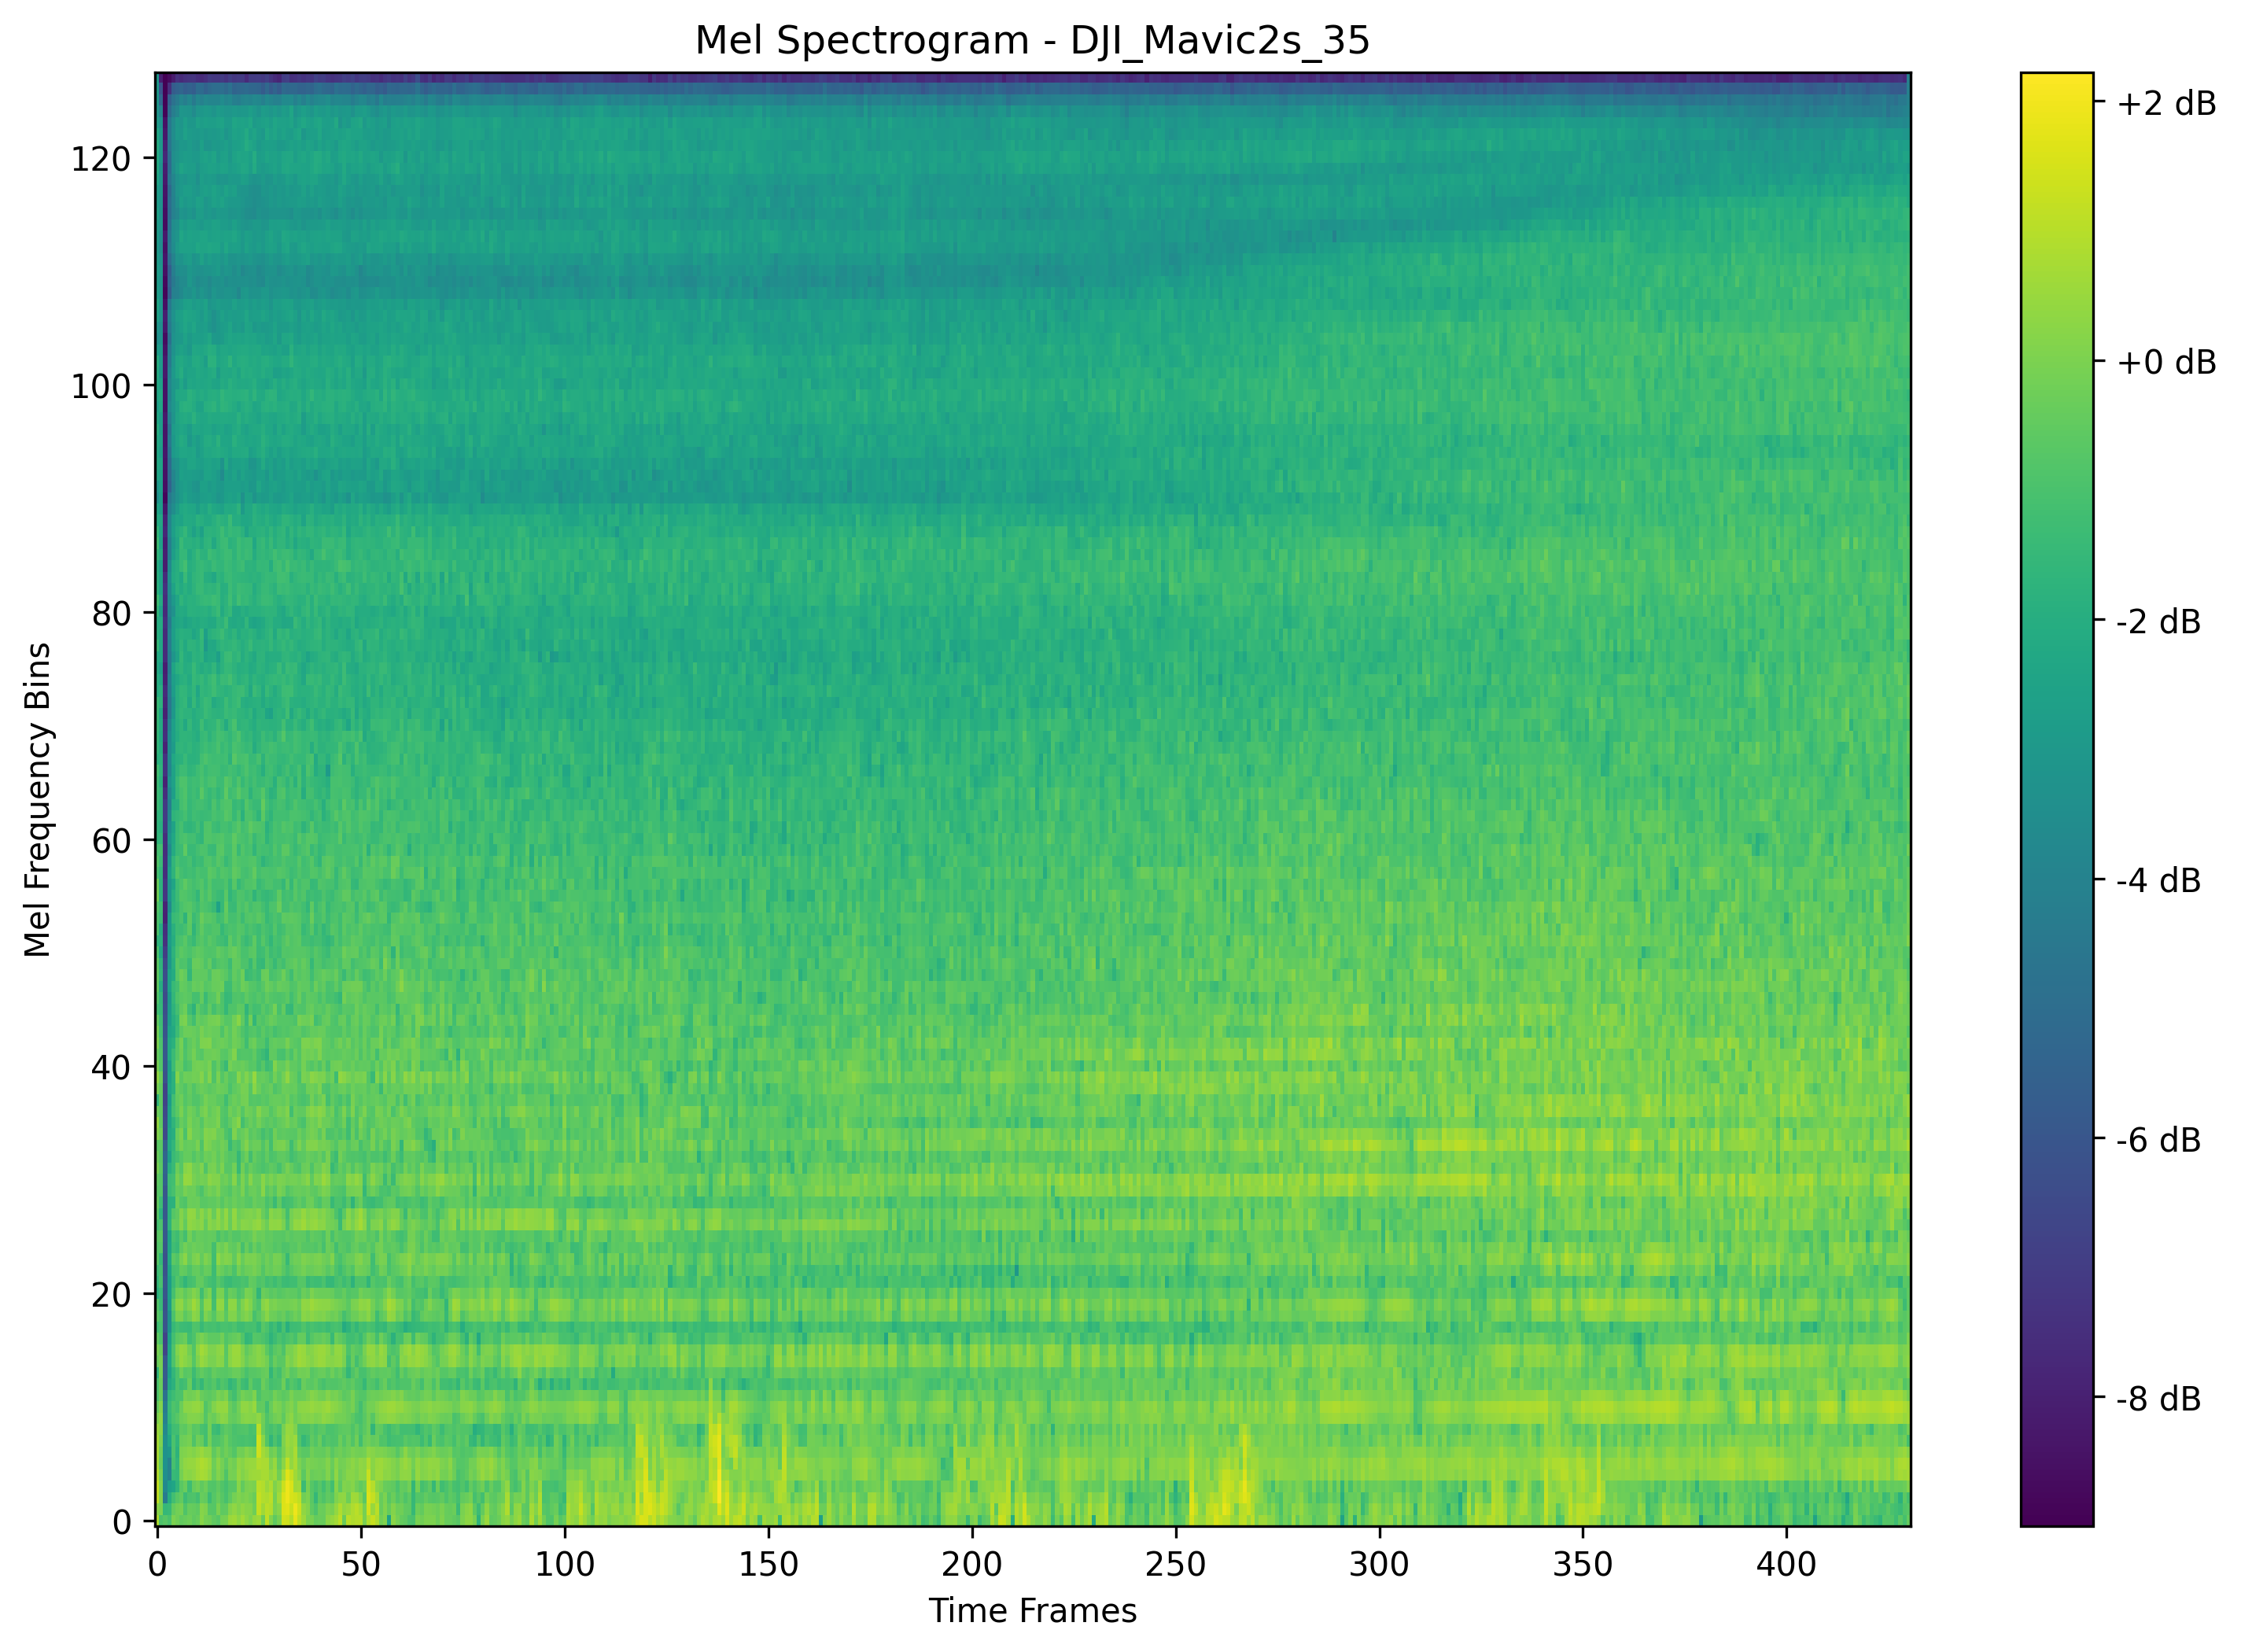 Mel Spectrogram - DJI_Mavic2s_35
+2 dB
+0 dB
-2 dB
-4 dB
-6 dB
-8 dB
120
100
80
60
40
20
0
Mel Frequency Bins
0 50 100 150 200 250 300 350 400
Time Frames